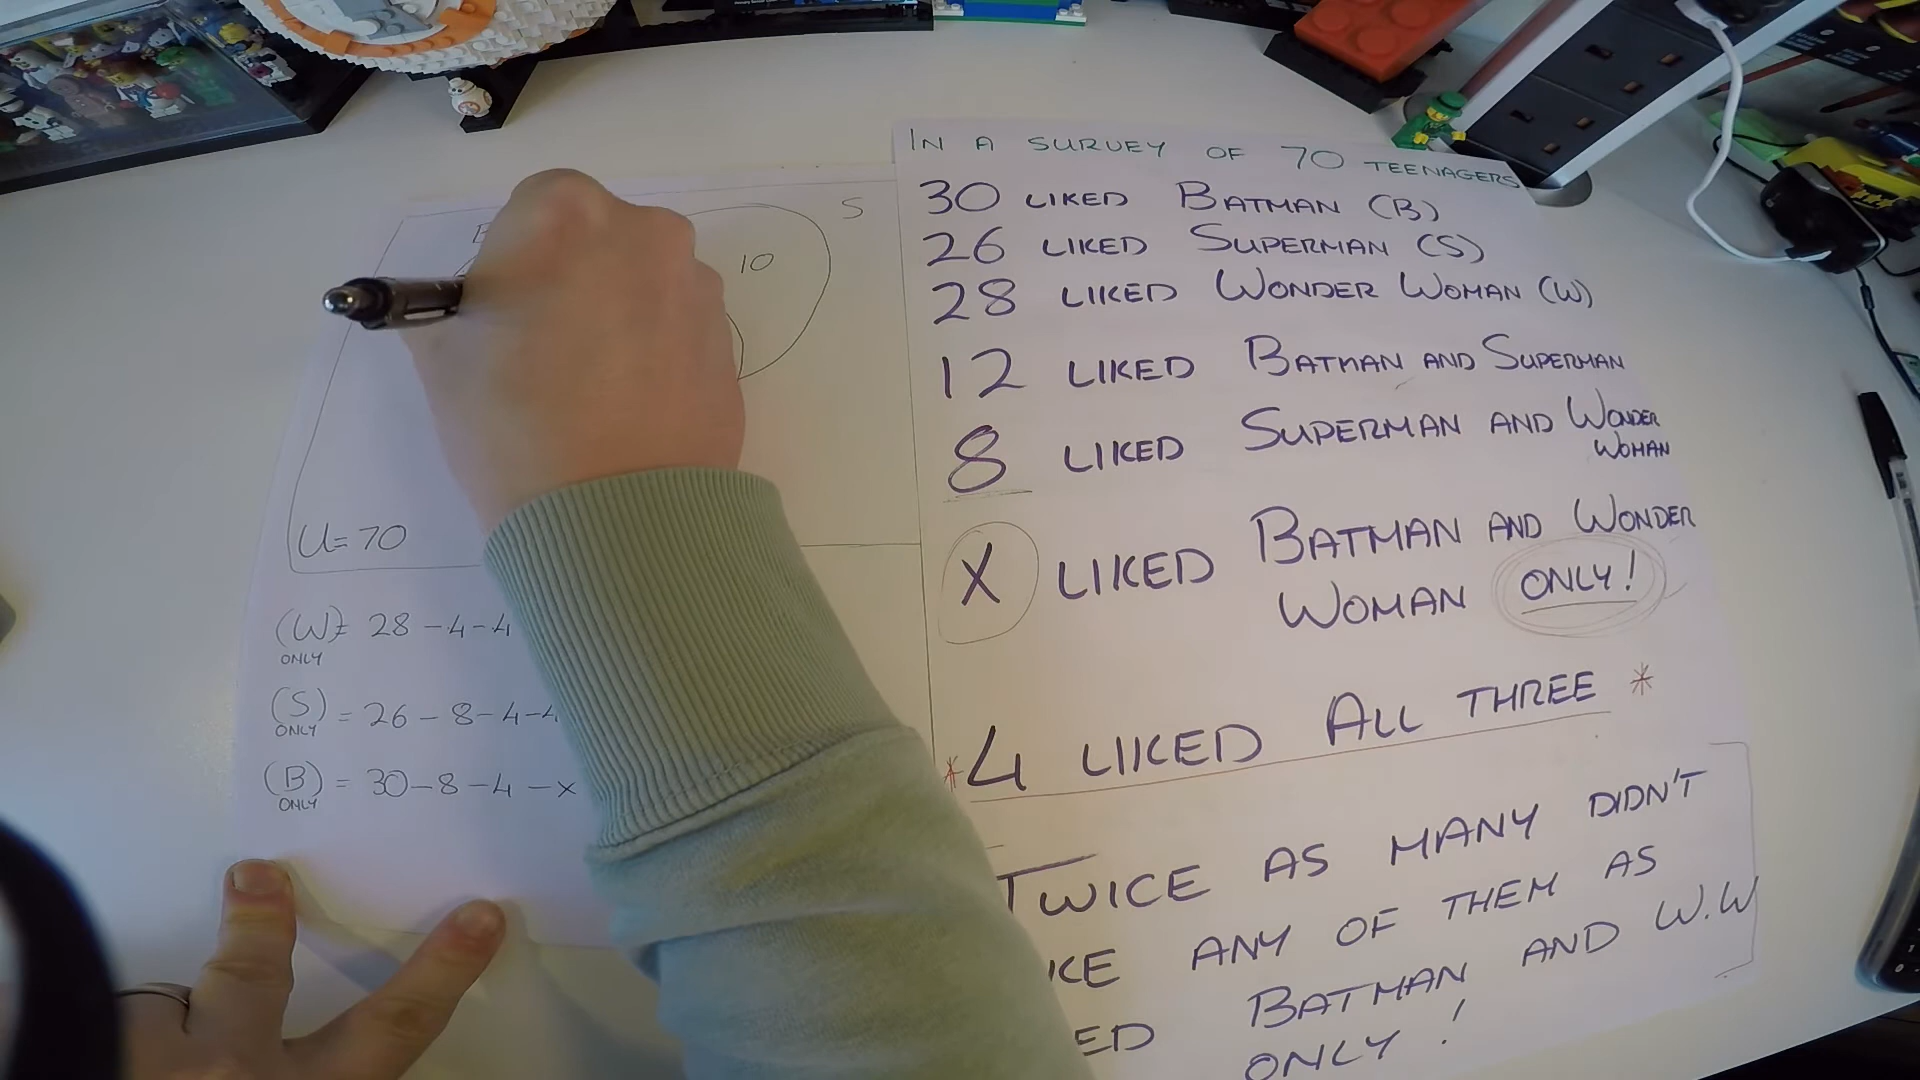 IN A SURVEY OF 70 TEENAGERS
30 LIKED BATMAN (B)
26 LIKED SUPERMAN (S)
28 LIKED WONDER WOMAN (W)
12 LIKED BATMAN AND SUPERMAN
8 LIKED SUPERMAN AND WONDER
WOMAN
X LIKED BATMAN AND WONDER
WOMAN ONLY!
*4 LIKED ALL THREE *
TWICE AS MANY DIDN'T
KE ANY OF THEM AS
ED BATMAN AND W.W
ONLY!
S
10
U=70
(W)= 28-4-4
ONLY
(S) = 26-8-4-4
ONLY
(B) = 30-8-4-x
ONLY